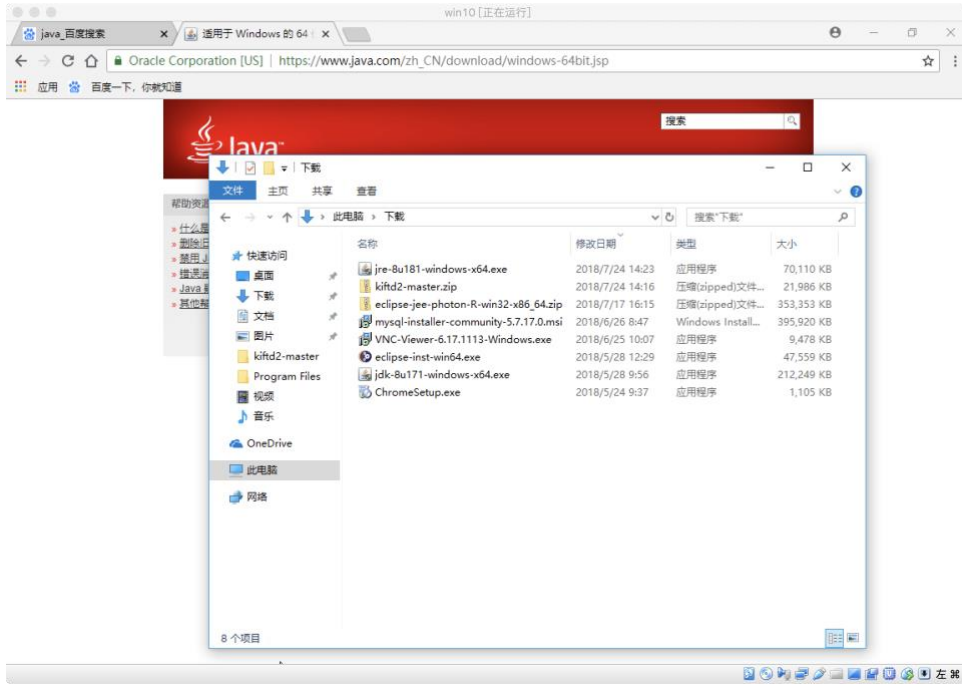 win10 [正在运行]
java_百度搜索
适用于 Windows 的 64
Oracle Corporation [US] | https://www.java.com/zh_CN/download/windows-64bit.jsp
应用 百度一下，你就知道
搜索
Java
下载
文件 主页 共享 查看
此电脑 下载 搜索"下载"
帮助资源
» 什么是
» 删除旧
» 禁用 J
» 错误消
» Java
» 其他帮
快速访问
桌面
下载
文档
图片
kiftd2-master
Program Files
视频
音乐
OneDrive
此电脑
网络
名称 修改日期 类型 大小
jre-8u181-windows-x64.exe 2018/7/24 14:23 应用程序 70,110 KB
kiftd2-master.zip 2018/7/24 14:16 压缩(zipped)文件... 21,986 KB
eclipse-jee-photon-R-win32-x86_64.zip 2018/7/17 16:15 压缩(zipped)文件... 353,353 KB
mysql-installer-community-5.7.17.0.msi 2018/6/26 8:47 Windows Install... 395,920 KB
VNC-Viewer-6.17.1113-Windows.exe 2018/6/25 10:07 应用程序 9,478 KB
eclipse-inst-win64.exe 2018/5/28 12:29 应用程序 47,559 KB
jdk-8u171-windows-x64.exe 2018/5/28 9:56 应用程序 212,249 KB
ChromeSetup.exe 2018/5/24 9:37 应用程序 1,105 KB
8 个项目
左 ⌘